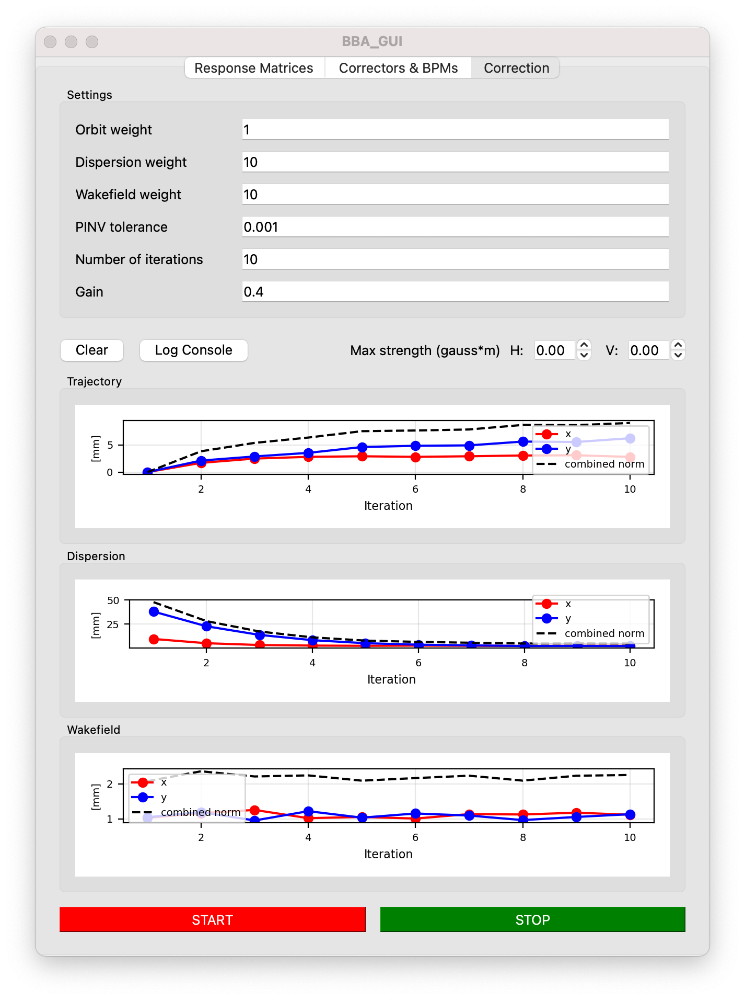 BBA_GUI
Response Matrices Correctors & BPMs Correction
Settings
Orbit weight 1
Dispersion weight 10
Wakefield weight 10
PINV tolerance 0.001
Number of iterations 10
Gain 0.4
Clear Log Console Max strength (gauss*m) H: 0.00 V: 0.00
Trajectory
[mm]
5
0
x
y
combined norm
2 4 6 8 10
Iteration
Dispersion
[mm]
50
25
x
y
combined norm
2 4 6 8 10
Iteration
Wakefield
[mm]
2
1
x
y
combined norm
2 4 6 8 10
Iteration
START STOP